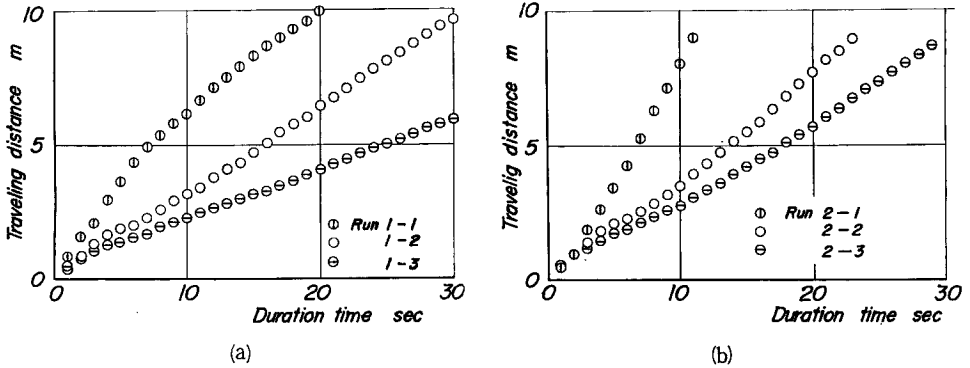 10
5
0
Traveling distance m
0 10 20 30
Duration time sec
Run 1-1
1-2
1-3
(a)
10
5
0
Travelig distance m
0 10 20 30
Duration time sec
Run 2-1
2-2
2-3
(b)